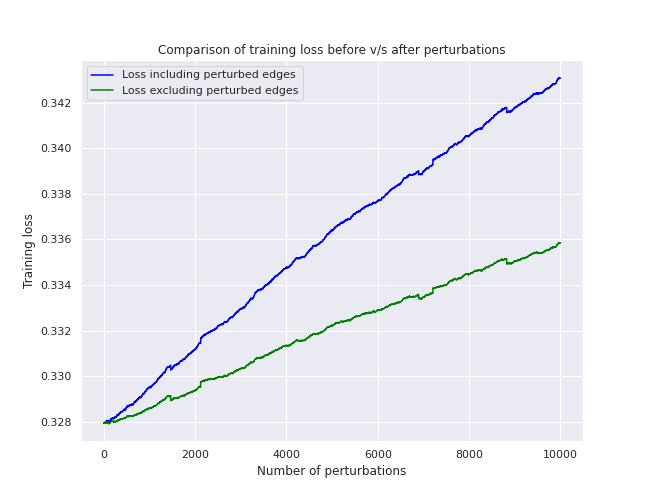 Comparison of training loss before v/s after perturbations
Loss including perturbed edges
Loss excluding perturbed edges
0.342
0.340
0.338
0.336
0.334
0.332
0.330
0.328
Training loss
0
2000
4000
6000
8000
10000
Number of perturbations